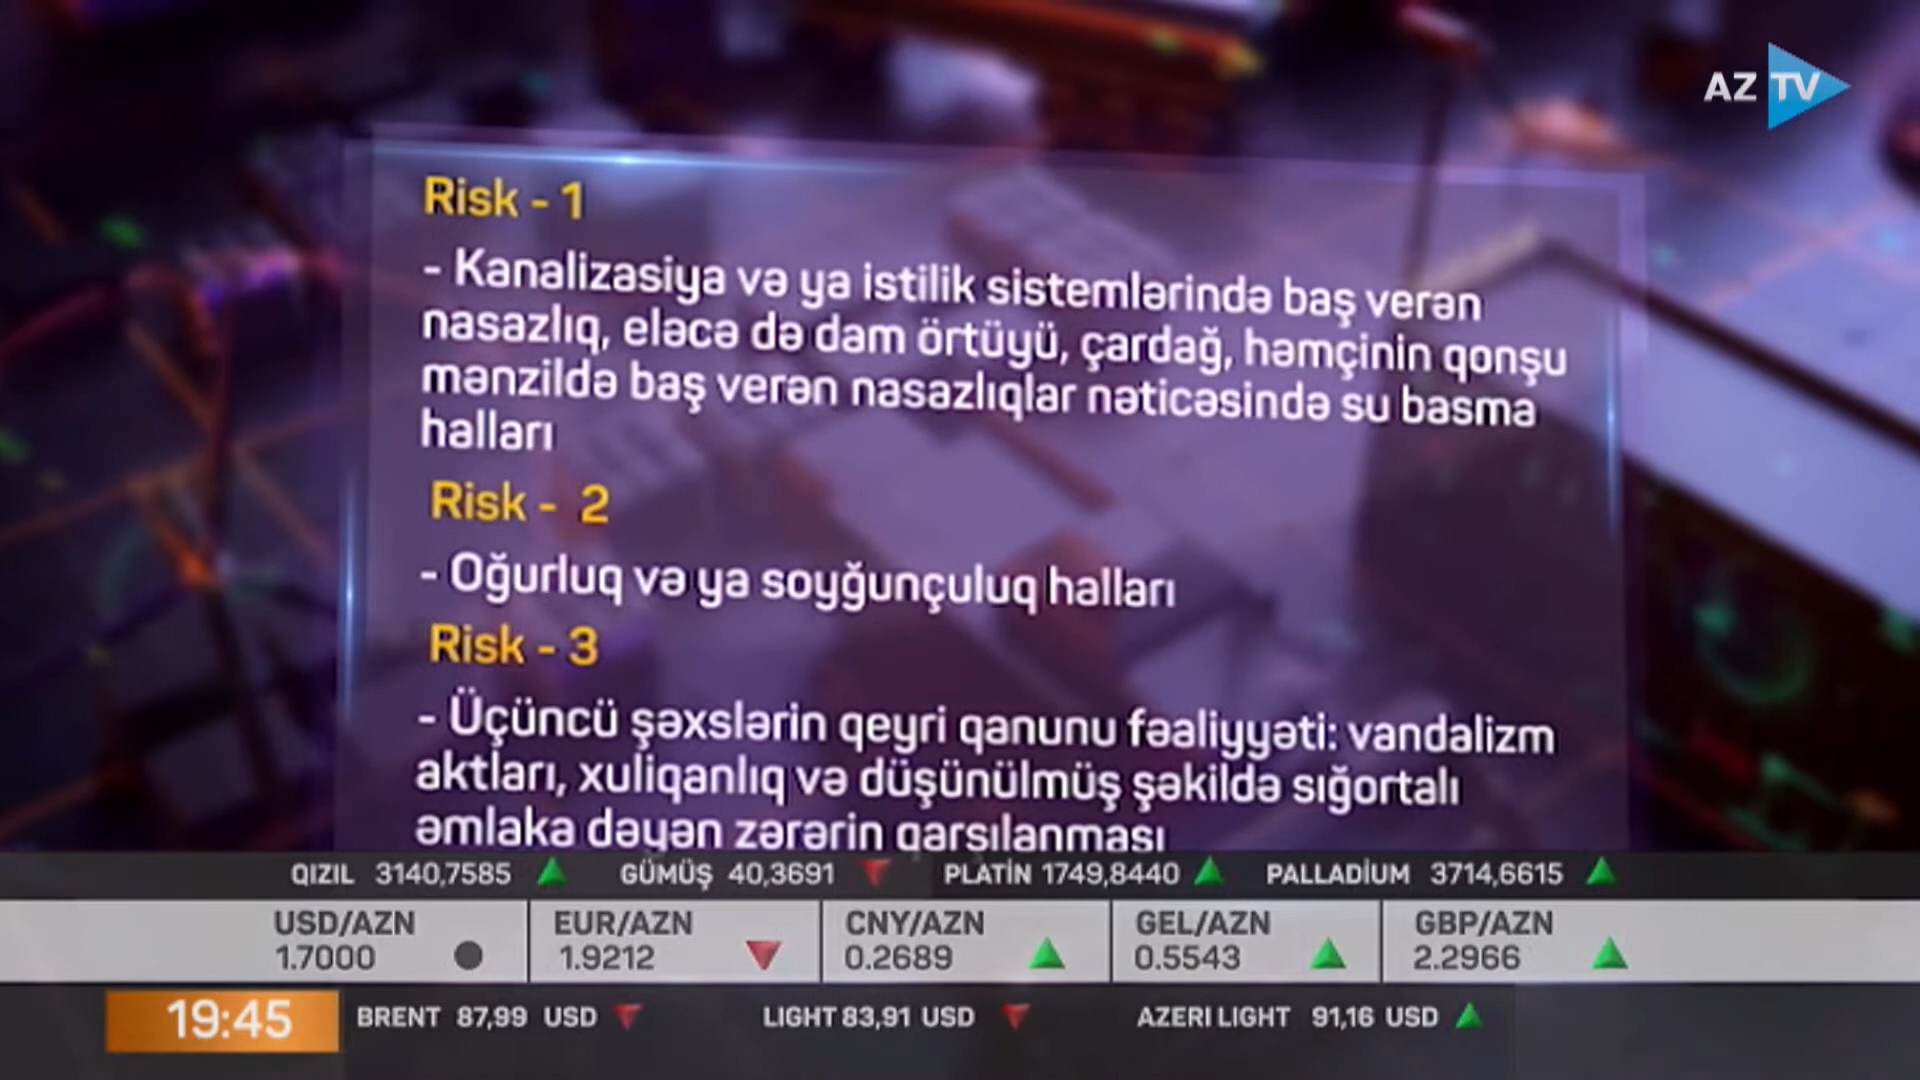 AZTV
Risk - 1
- Kanalizasiya və ya istilik sistemlərində baş verən
nasazlıq, eləcə də dam örtüyü, çardağ, həmçinin qonşu
mənzildə baş verən nasazlıqlar nəticəsində su basma
halları
Risk - 2
- Oğurluq və ya soyğunçuluq halları
Risk - 3
- Üçüncü şəxslərin qeyri qanunu fəaliyyəti: vandalizm
aktları, xuliqanlıq və düşünülmüş şəkildə sığortalı
əmlaka dəyən zərərin qarşılanması
QIZIL 3140,7585 GÜMÜŞ 40,3691 PLATİN 1749,8440 PALLADİUM 3714,6615
USD/AZN EUR/AZN CNY/AZN GEL/AZN GBP/AZN
1.7000 1.9212 0.2689 0.5543 2.2966
19:45 BRENT 87,99 USD LIGHT 83,91 USD AZERI LIGHT 91,16 USD